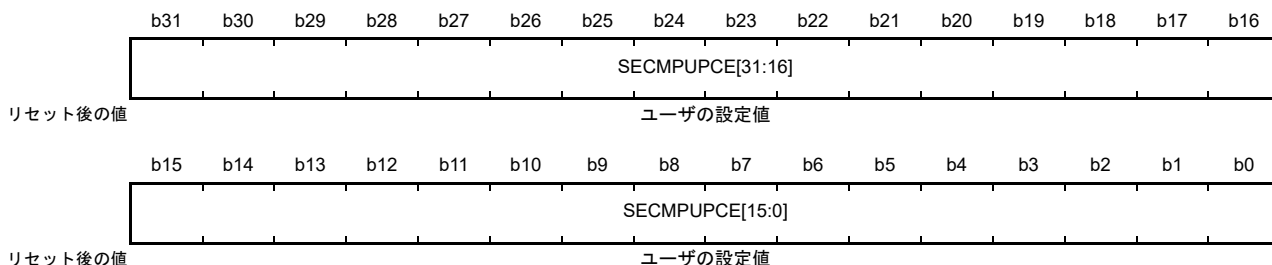 b31 b30 b29 b28 b27 b26 b25 b24 b23 b22 b21 b20 b19 b18 b17 b16
SECMPUPCE[31:16]
リセット後の値 ユーザの設定値
b15 b14 b13 b12 b11 b10 b9 b8 b7 b6 b5 b4 b3 b2 b1 b0
SECMPUPCE[15:0]
リセット後の値 ユーザの設定値